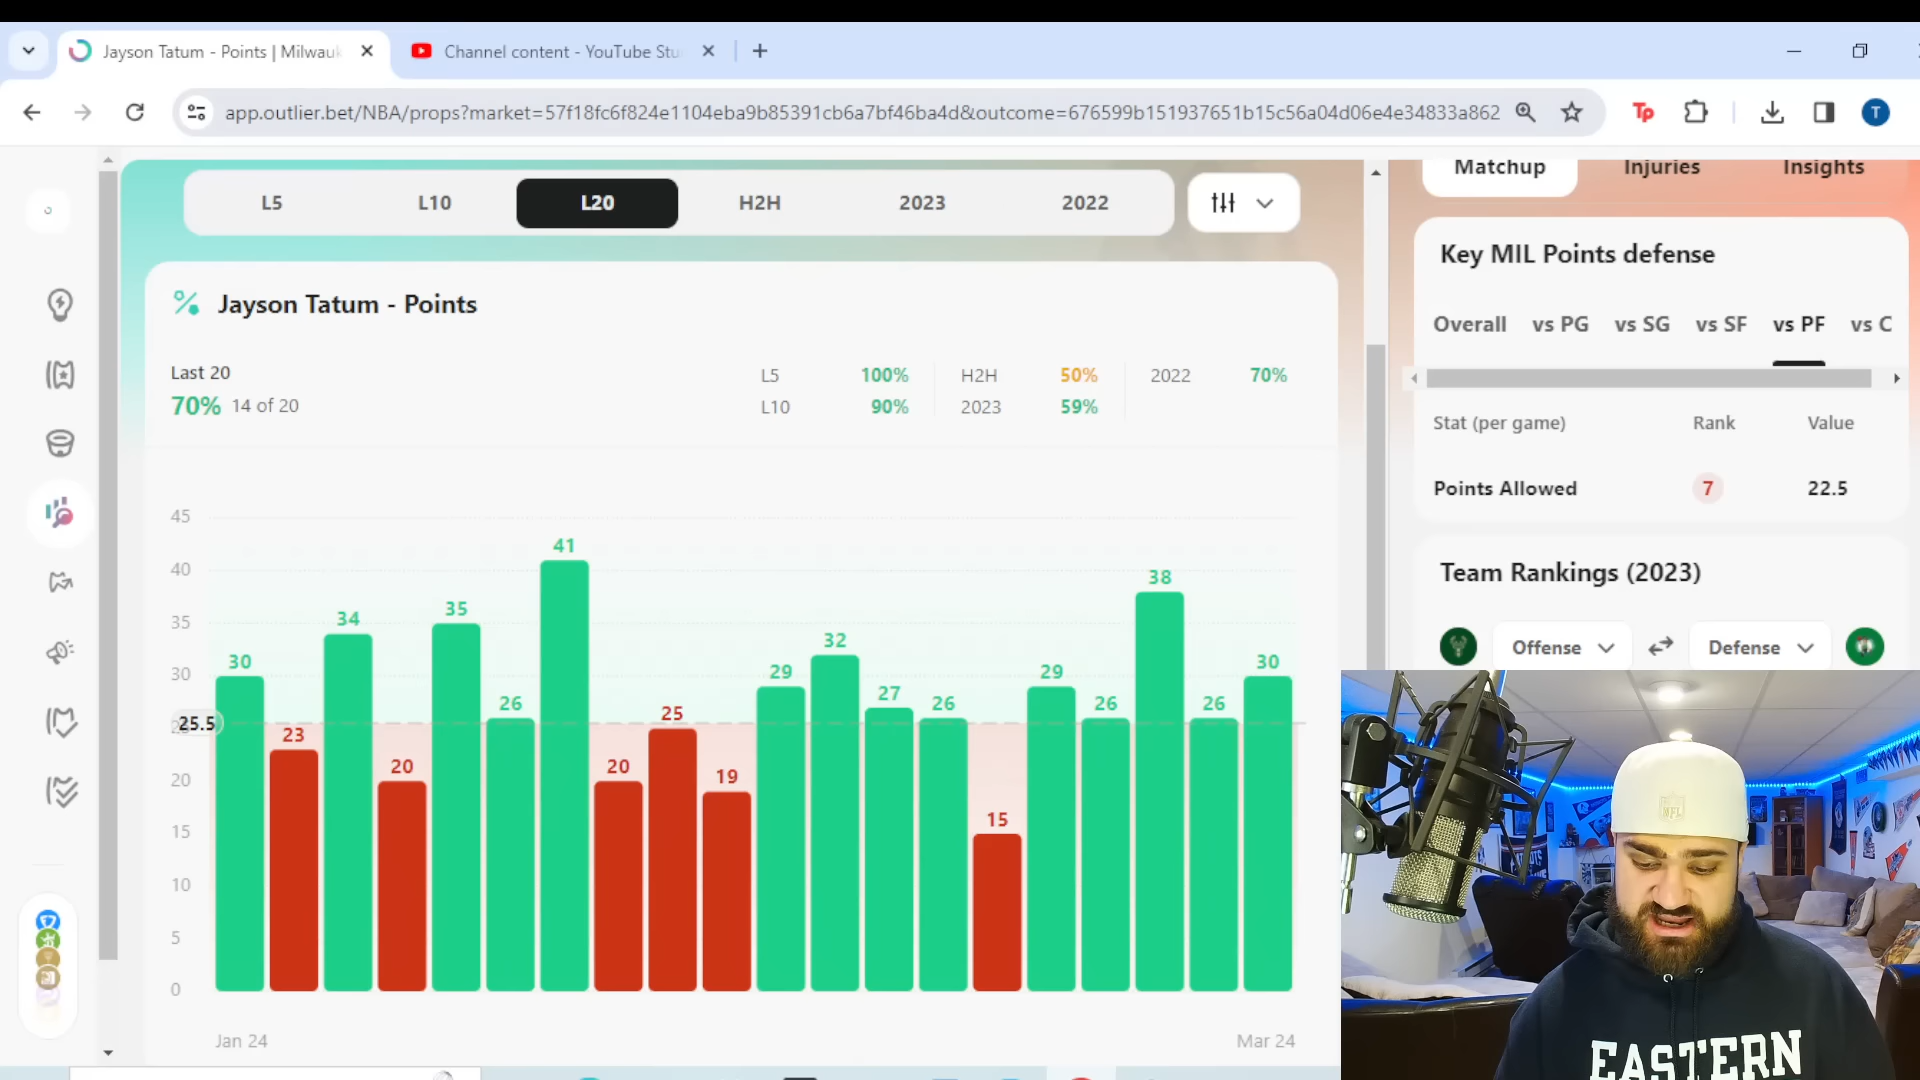 Jayson Tatum - Points | Milwauk
Channel content - YouTube Stu
app.outlier.bet/NBA/props?market=57f18fc6f824e1104eba9b85391cb6a7bf46ba4d&outcome=676599b151937651b15c56a04d06e4e34833a862
Tp
T
L5 L10 L20 H2H 2023 2022
Jayson Tatum - Points
Last 20
70% 14 of 20
L5 100% H2H 50% 2022 70%
L10 90% 2023 59%
45
40
35
30
25.5
20
15
10
5
0
30 23 34 20 35 26 41 20 25 19 29 32 27 26 15 29 26 38 26 30
Jan 24 Mar 24
Matchup Injuries Insights
Key MIL Points defense
Overall vs PG vs SG vs SF vs PF vs C
Stat (per game) Rank Value
Points Allowed 7 22.5
Team Rankings (2023)
Offense Defense
NFL
EASTERN